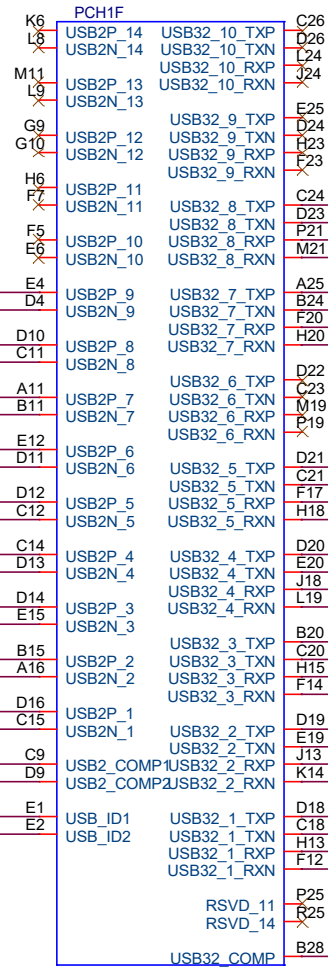 PCH1F
K6 USB2P_14 USB32_10_TXP C26
L8 USB2N_14 USB32_10_TXN D26
USB32_10_RXP L24
M11 USB2P_13 USB32_10_RXN J24
L9 USB2N_13
USB32_9_TXP E25
G9 USB2P_12 USB32_9_TXN D24
G10 USB2N_12 USB32_9_RXP H23
USB32_9_RXN F23
H6 USB2P_11
F7 USB2N_11 USB32_8_TXP C24
USB32_8_TXN D23
F5 USB2P_10 USB32_8_RXP P21
E6 USB2N_10 USB32_8_RXN M21
E4 USB2P_9 USB32_7_TXP A25
D4 USB2N_9 USB32_7_TXN B24
USB32_7_RXP F20
D10 USB2P_8 USB32_7_RXN H20
C11 USB2N_8
USB32_6_TXP D22
A11 USB2P_7 USB32_6_TXN C23
B11 USB2N_7 USB32_6_RXP M19
USB32_6_RXN P19
E12 USB2P_6
D11 USB2N_6 USB32_5_TXP D21
USB32_5_TXN C21
D12 USB2P_5 USB32_5_RXP F17
C12 USB2N_5 USB32_5_RXN H18
C14 USB2P_4 USB32_4_TXP D20
D13 USB2N_4 USB32_4_TXN E20
USB32_4_RXP J18
D14 USB2P_3 USB32_4_RXN L19
E15 USB2N_3
USB32_3_TXP B20
B15 USB2P_2 USB32_3_TXN C20
A16 USB2N_2 USB32_3_RXP H15
USB32_3_RXN F14
D16 USB2P_1
C15 USB2N_1 USB32_2_TXP D19
USB32_2_TXN E19
C9 USB2_COMP1 USB32_2_RXP J13
D9 USB2_COMP2 USB32_2_RXN K14
E1 USB_ID1 USB32_1_TXP D18
E2 USB_ID2 USB32_1_TXN C18
USB32_1_RXP H13
USB32_1_RXN F12
RSVD_11 P25
RSVD_14 R25
USB32_COMP B28